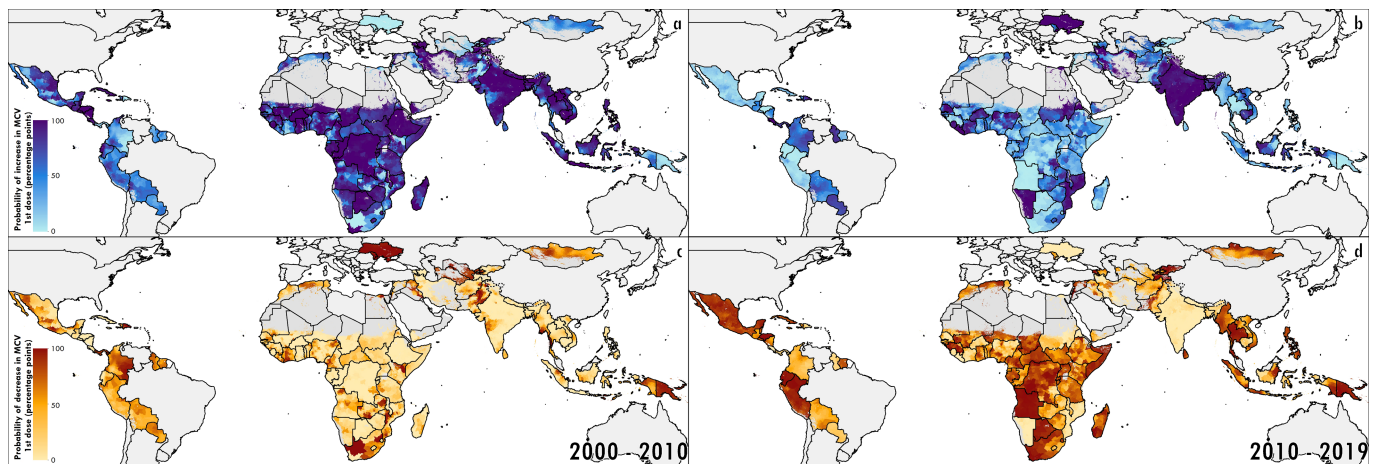 a
b
Probability of increase in MCV
1st dose (percentage points)
100
50
0
c
d
Probability of decrease in MCV
1st dose (percentage points)
100
50
0
2000 - 2010
2010 - 2019